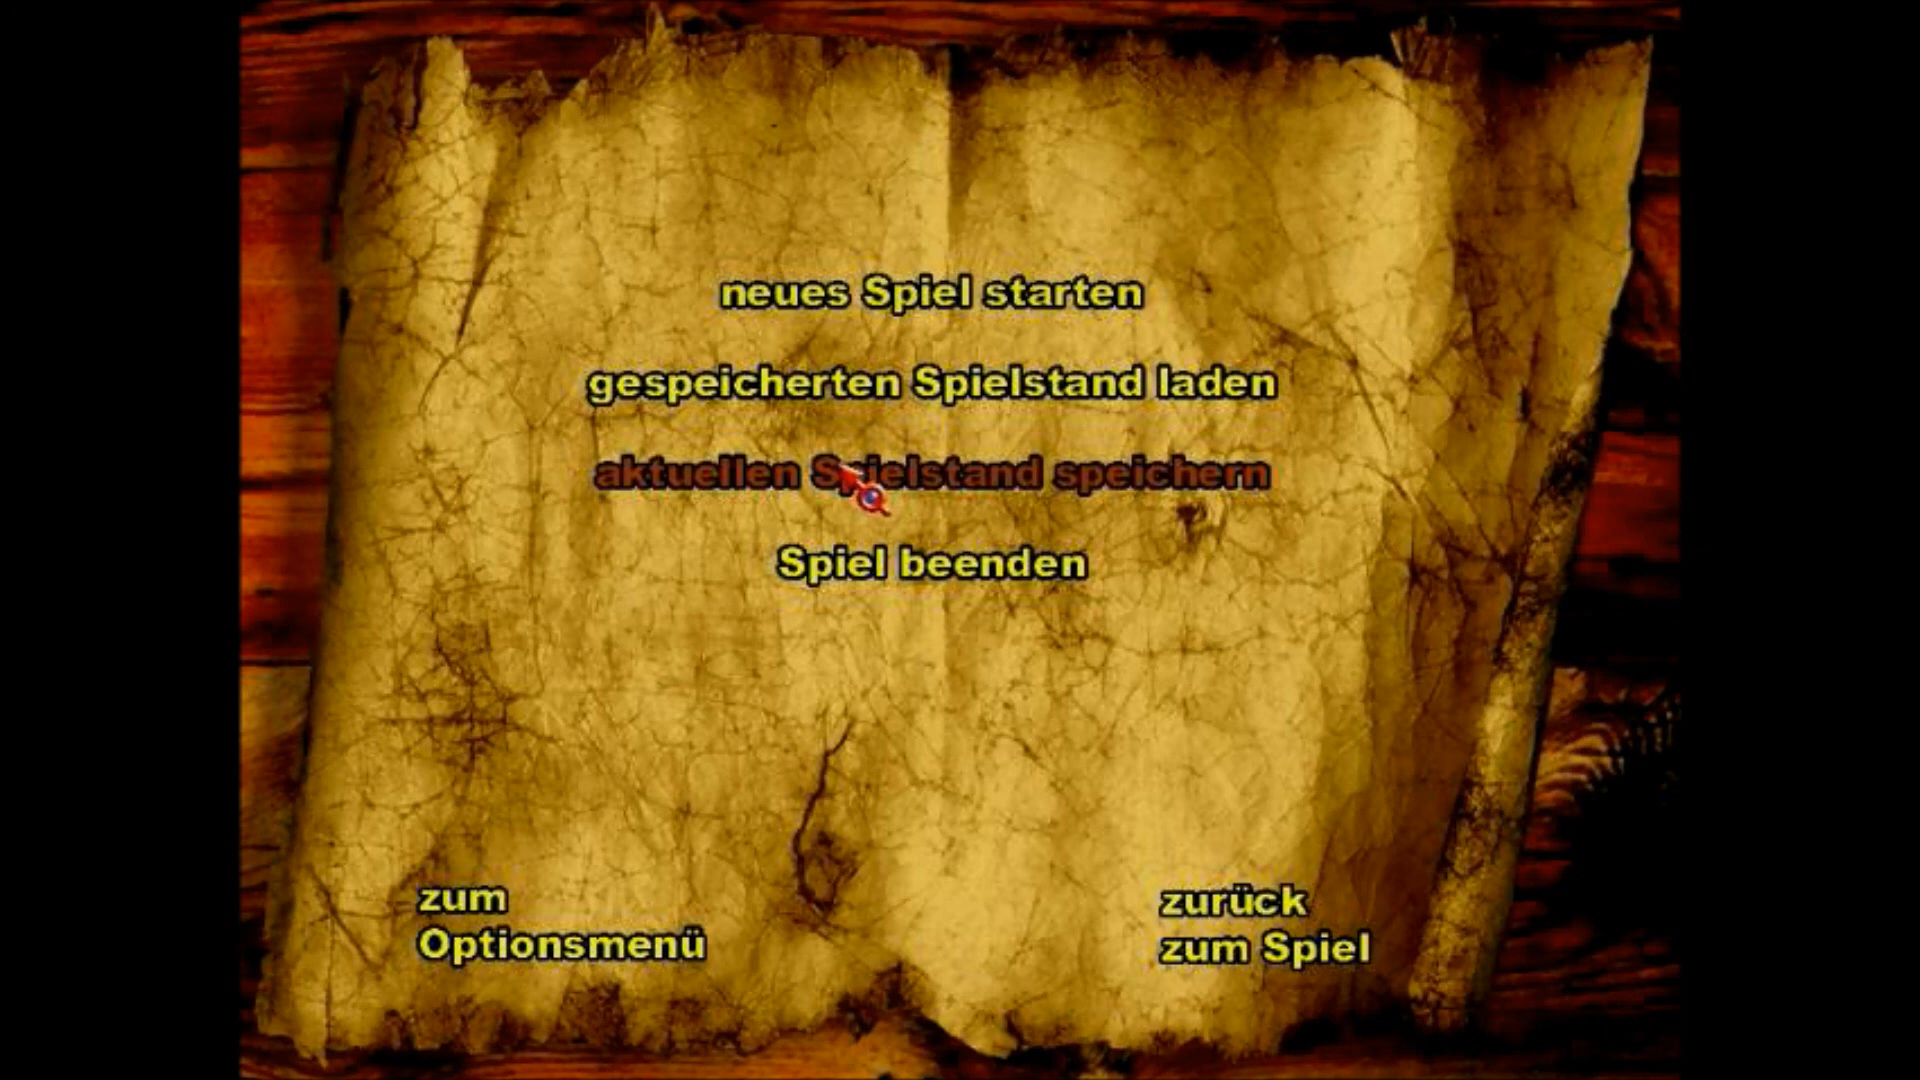 neues Spiel starten
gespeicherten Spielstand laden
aktuellen Spielstand speichern
Spiel beenden
zum
Optionsmenü
zurück
zum Spiel